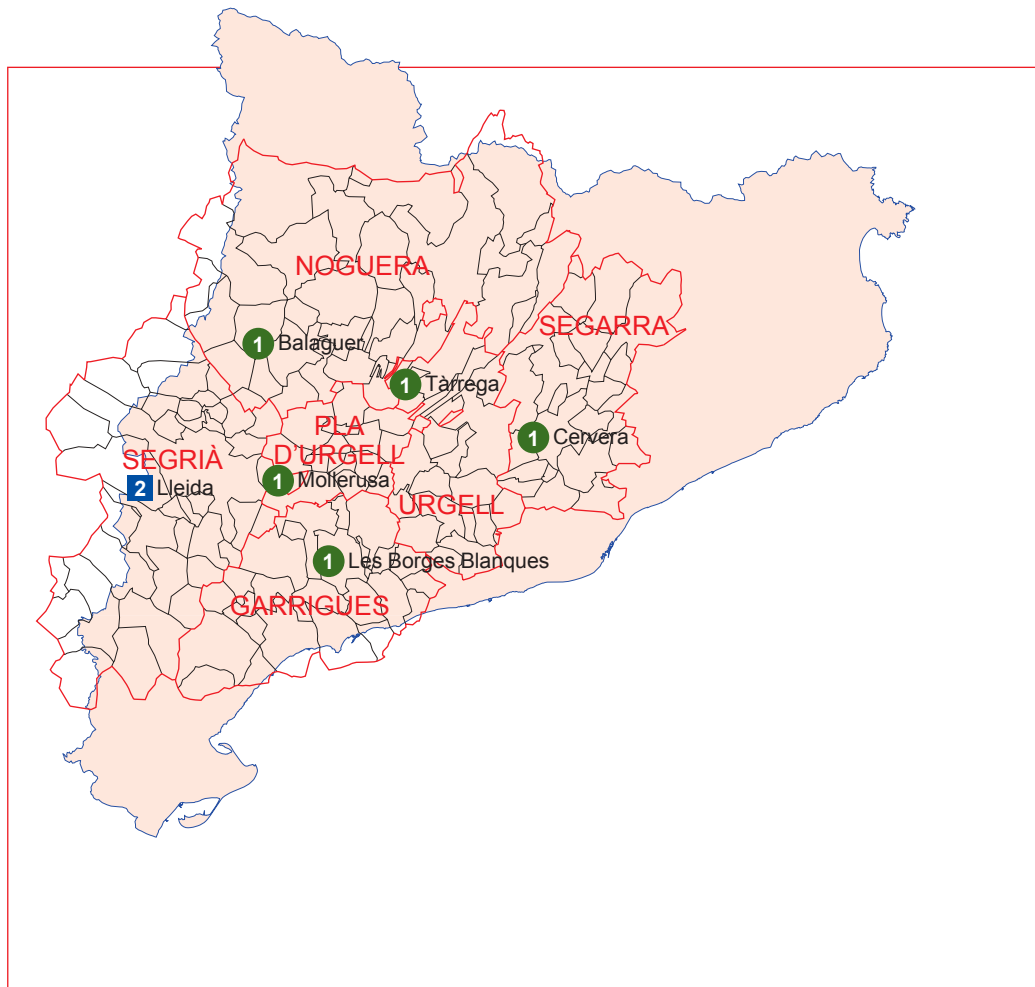 NOGUERA
SEGARRA
1 Balaguer
1 Tàrrega
PLA
D'URGELL
1 Cervera
SEGRIÀ
1 Mollerusa
2 Lleida
URGELL
1 Les Borges Blanques
GARRIGUES